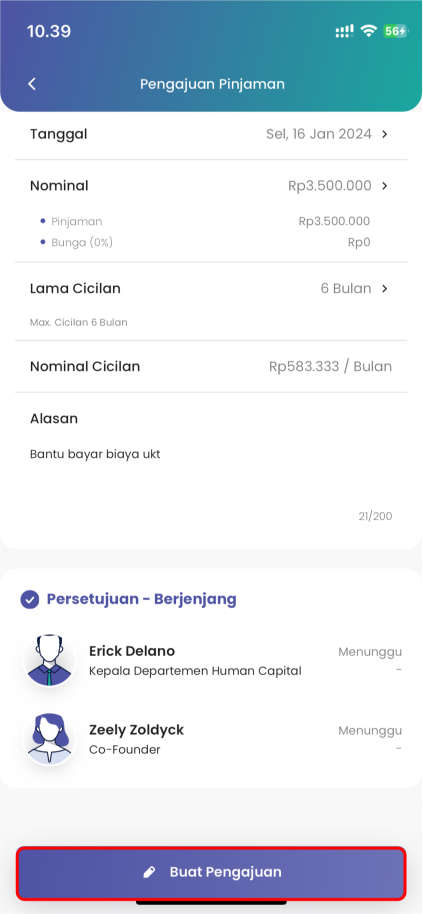 10.39
56
Pengajuan Pinjaman
Tanggal Sel, 16 Jan 2024
Nominal Rp3.500.000
Pinjaman Rp3.500.000
Bunga (0%) Rp0
Lama Cicilan 6 Bulan
Max. Cicilan 6 Bulan
Nominal Cicilan Rp583.333 / Bulan
Alasan
Bantu bayar biaya ukt
21/200
Persetujuan - Berjenjang
Erick Delano Menunggu
Kepala Departemen Human Capital -
Zeely Zoldyck Menunggu
Co-Founder -
Buat Pengajuan